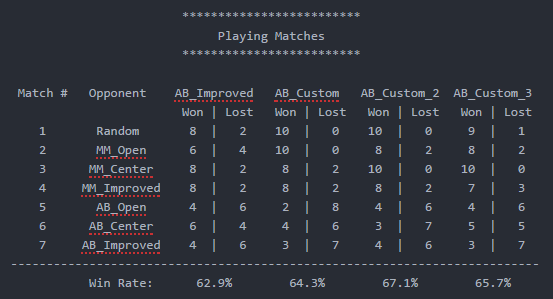 *************************
Playing Matches
*************************
Match # Opponent AB_Improved AB_Custom AB_Custom_2 AB_Custom_3
Won | Lost Won | Lost Won | Lost Won | Lost
1 Random 8 | 2 10 | 0 10 | 0 9 | 1
2 MM_Open 6 | 4 10 | 0 8 | 2 8 | 2
3 MM_Center 8 | 2 8 | 2 10 | 0 10 | 0
4 MM_Improved 8 | 2 8 | 2 8 | 2 7 | 3
5 AB_Open 4 | 6 2 | 8 4 | 6 4 | 6
6 AB_Center 6 | 4 4 | 6 3 | 7 5 | 5
7 AB_Improved 4 | 6 3 | 7 4 | 6 3 | 7
--------------------------------------------------------------------------
Win Rate: 62.9% 64.3% 67.1% 65.7%